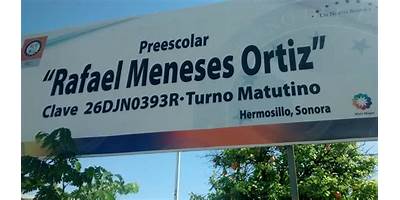 Preescolar
"Rafael Meneses Ortiz"
Clave 26DJN0393R·Turno Matutino
Hermosillo, Sonora